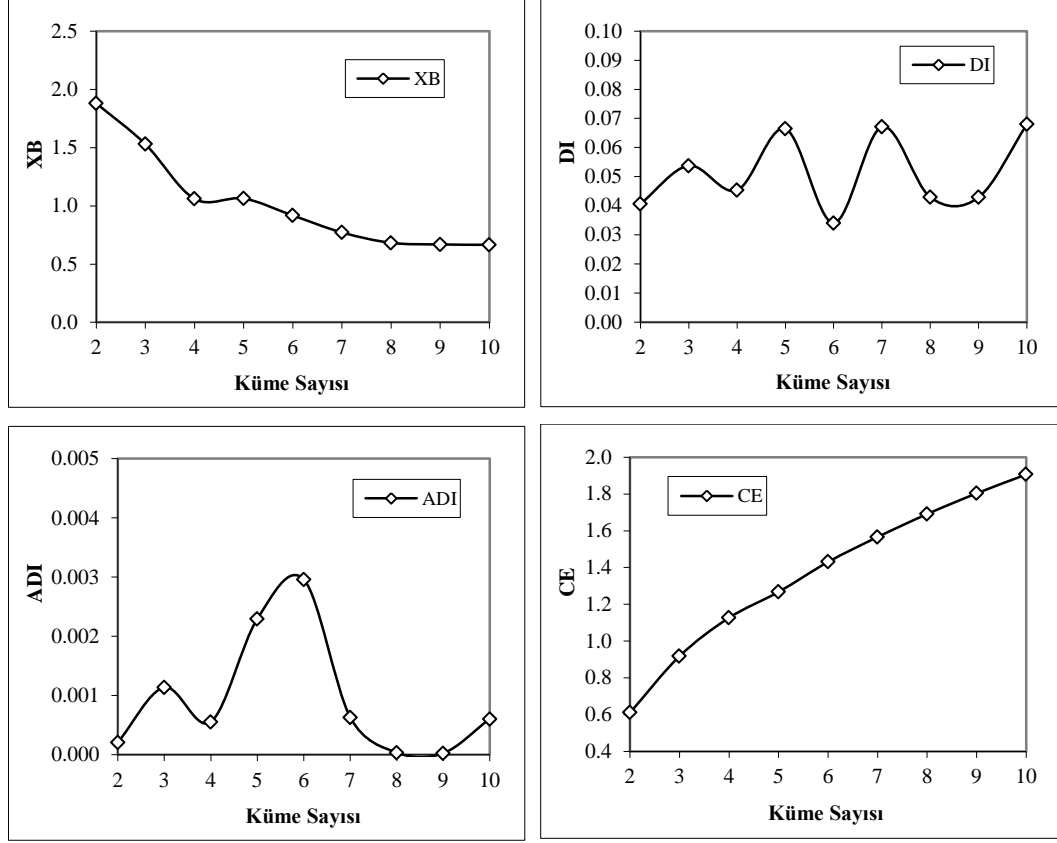 2.5
2.0
1.5
1.0
0.5
0.0
XB
XB
2 3 4 5 6 7 8 9 10
Küme Sayısı
0.10
0.09
0.08
0.07
0.06
0.05
0.04
0.03
0.02
0.01
0.00
DI
DI
2 3 4 5 6 7 8 9 10
Küme Sayısı
0.005
0.004
0.003
0.002
0.001
0.000
ADI
ADI
2 3 4 5 6 7 8 9 10
Küme Sayısı
2.0
1.8
1.6
1.4
1.2
1.0
0.8
0.6
0.4
CE
CE
2 3 4 5 6 7 8 9 10
Küme Sayısı